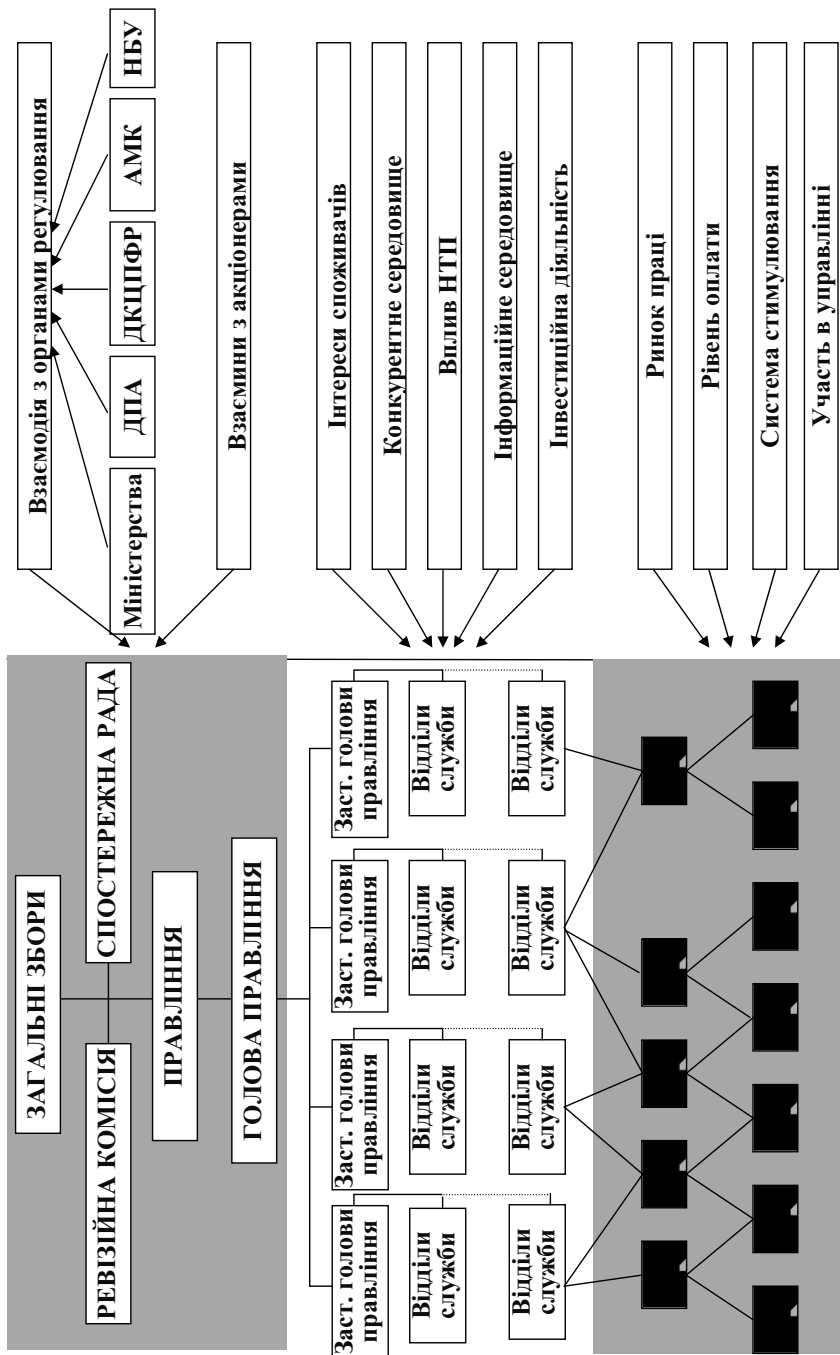 ЗАГАЛЬНІ ЗБОРИ
РЕВІЗІЙНА КОМІСІЯ
СПОСТЕРЕЖНА РАДА
ПРАВЛІННЯ
ГОЛОВА ПРАВЛІННЯ
Заст. голови
правління
Заст. голови
правління
Заст. голови
правління
Заст. голови
правління
Відділи
служби
Відділи
служби
Відділи
служби
Відділи
служби
Відділи
служби
Відділи
служби
Відділи
служби
Відділи
служби
Взаємодія з органами регулювання
Міністерства
ДПА
ДКЦПФР
АМК
НБУ
Взаємини з акціонерами
Інтереси споживачів
Конкурентне середовище
Вплив НТП
Інформаційне середовище
Інвестиційна діяльність
Ринок праці
Рівень оплати
Система стимулювання
Участь в управлінні